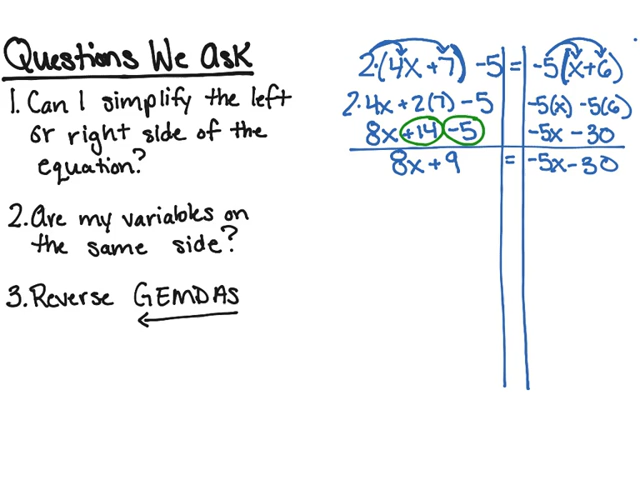 Questions We Ask
1. Can I simplify the left
or right side of the
equation?
2. Are my variables on
the same side?
3. Reverse GEMDAS
2·(4x+7) -5 = -5(x+6)
2·4x+2(7) -5 -5(x) -5(6)
8x +14 -5 -5x -30
8x+9 = -5x-30